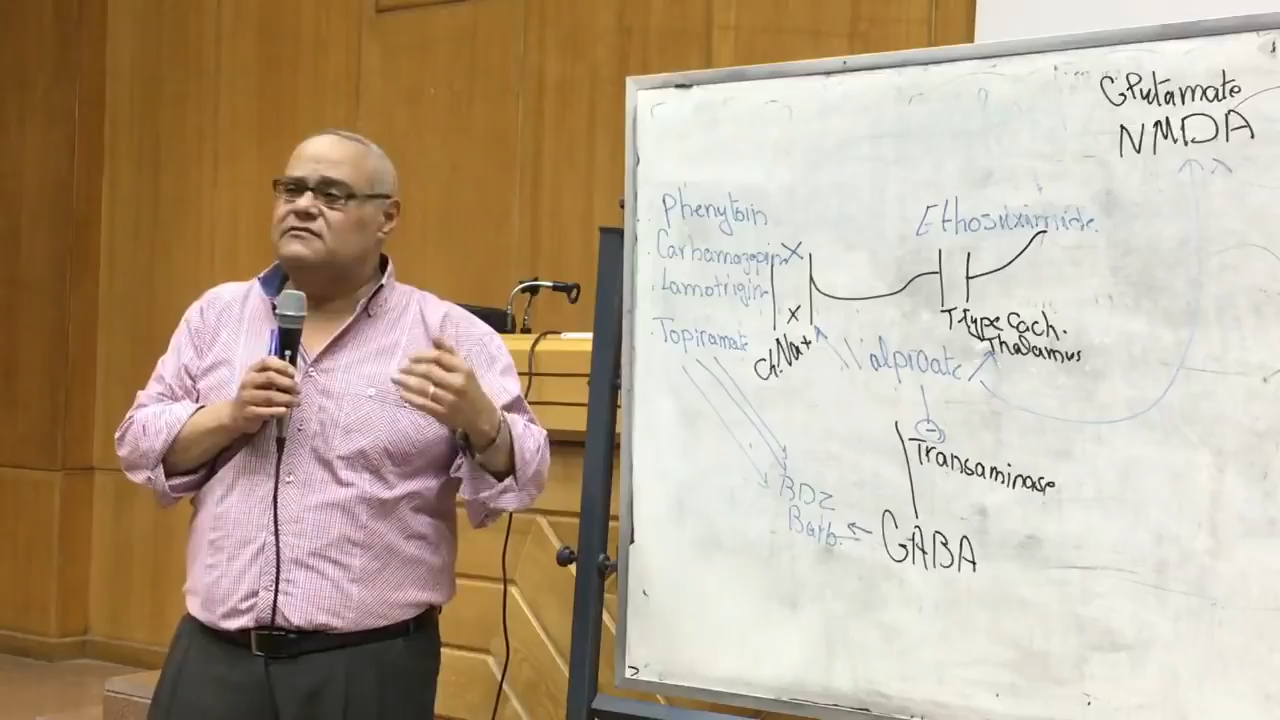 Glutamate
NMDA
Phenytoin
Carbamazepin
Lamotrigin
Topiramate
x
x
ch. Na+
Ethosuximide
T-type Ca ch.
Thalamus
Valproate
Transaminase
BDZ
Barb.
GABA